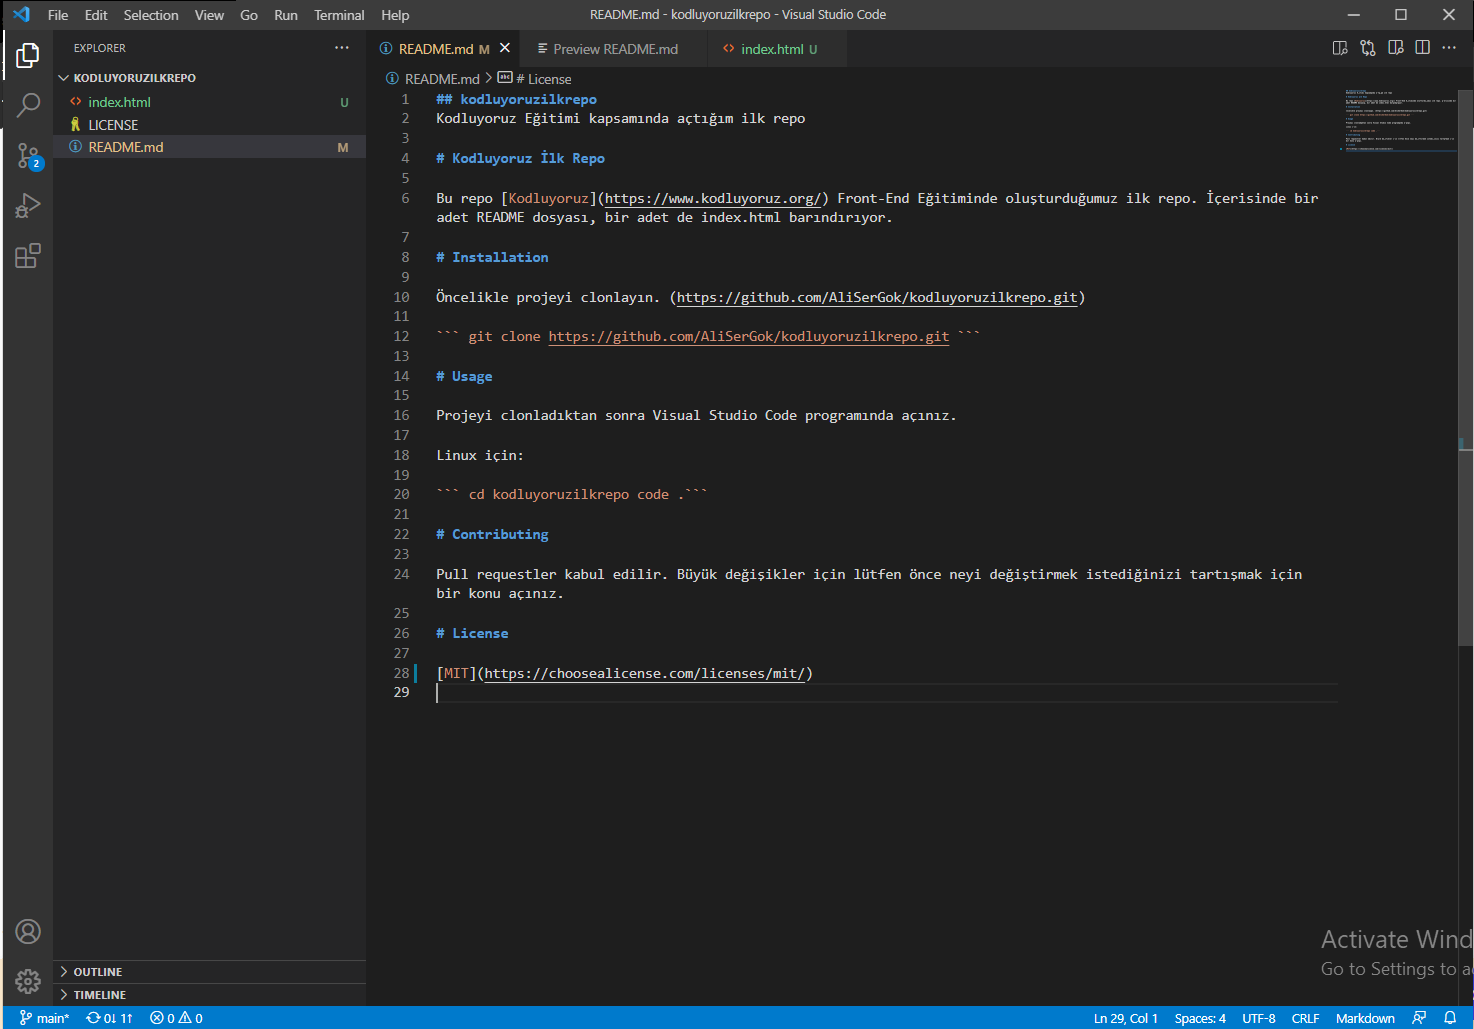 File Edit Selection View Go Run Terminal Help README.md - kodluyoruzilkrepo - Visual Studio Code
EXPLORER
KODLUYORUZILKREPO
index.html U
LICENSE
README.md M
2
OUTLINE
TIMELINE
README.md M Preview README.md index.html U
README.md # License
1 ## kodluyoruzilkrepo
2 Kodluyoruz Eğitimi kapsamında açtığım ilk repo
3
4 # Kodluyoruz İlk Repo
5
6 Bu repo [Kodluyoruz](https://www.kodluyoruz.org/) Front-End Eğitiminde oluşturduğumuz ilk repo. İçerisinde bir
adet README dosyası, bir adet de index.html barındırıyor.
7
8 # Installation
9
10 Öncelikle projeyi clonlayın. (https://github.com/AliSerGok/kodluyoruzilkrepo.git)
11
12 ``` git clone https://github.com/AliSerGok/kodluyoruzilkrepo.git ```
13
14 # Usage
15
16 Projeyi clonladıktan sonra Visual Studio Code programında açınız.
17
18 Linux için:
19
20 ``` cd kodluyoruzilkrepo code .```
21
22 # Contributing
23
24 Pull requestler kabul edilir. Büyük değişikler için lütfen önce neyi değiştirmek istediğinizi tartışmak için
bir konu açınız.
25
26 # License
27
28 [MIT](https://choosealicense.com/licenses/mit/)
29
Activate Wind
Go to Settings to a
main* 0↓ 1↑ 0 0 Ln 29, Col 1 Spaces: 4 UTF-8 CRLF Markdown